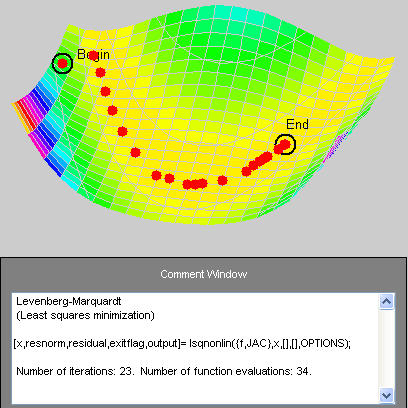 Begin
End
Comment Window
Levenberg-Marquardt
(Least squares minimization)
[x,resnorm,residual,exitflag,output]= lsqnonlin({f,JAC},x,[],[],OPTIONS);
Number of iterations: 23. Number of function evaluations: 34.